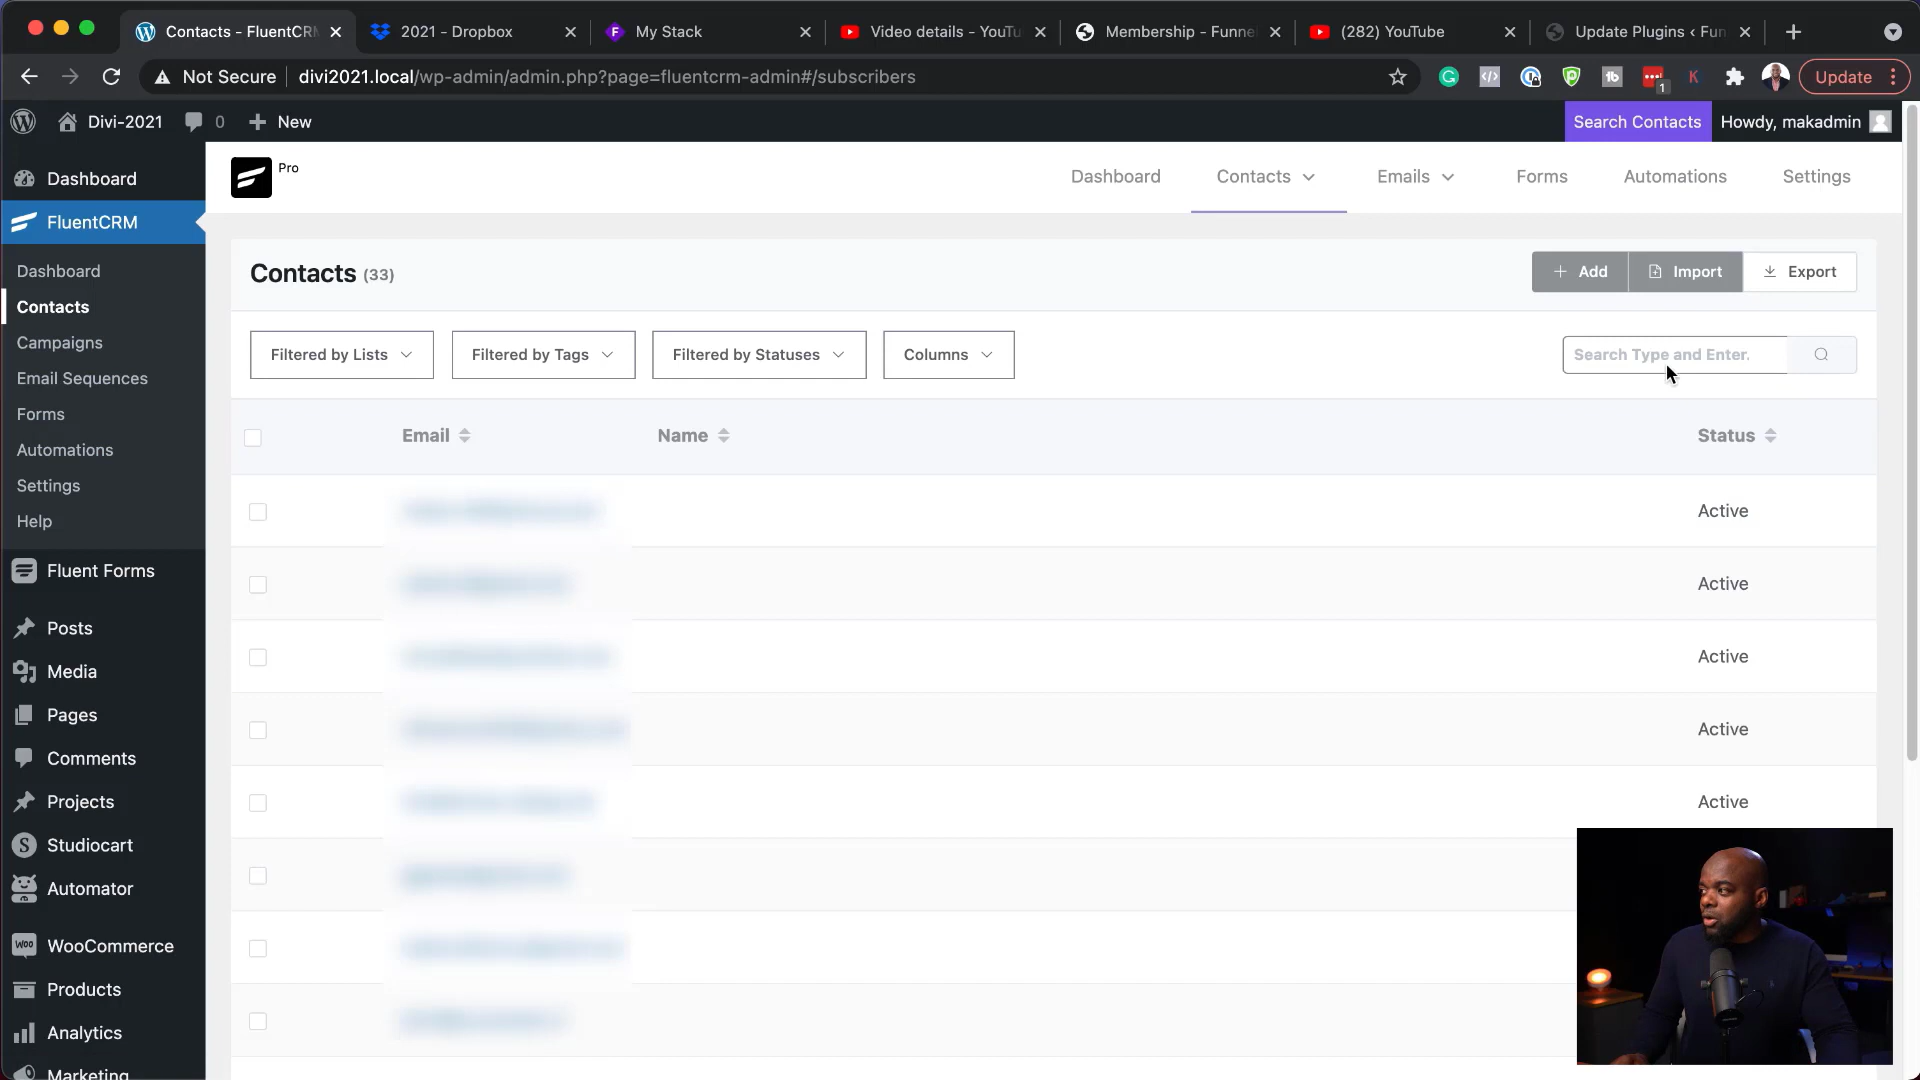 Contacts - FluentCR
2021 - Dropbox
My Stack
Video details - YouTu
Membership - Funne
(282) YouTube
Update Plugins ‹ Fun
Not Secure
divi2021.local/wp-admin/admin.php?page=fluentcrm-admin#/subscribers
1
Update
Divi-2021
0
New
Search Contacts
Howdy, makadmin
Dashboard
FluentCRM
Dashboard
Contacts
Campaigns
Email Sequences
Forms
Automations
Settings
Help
Fluent Forms
Posts
Media
Pages
Comments
Projects
Studiocart
Automator
WooCommerce
Products
Analytics
Marketing
Pro
Dashboard
Contacts
Emails
Forms
Automations
Settings
Contacts (33)
Add
Import
Export
Filtered by Lists
Filtered by Tags
Filtered by Statuses
Columns
Search Type and Enter.
Email
Name
Status
Active
Active
Active
Active
Active